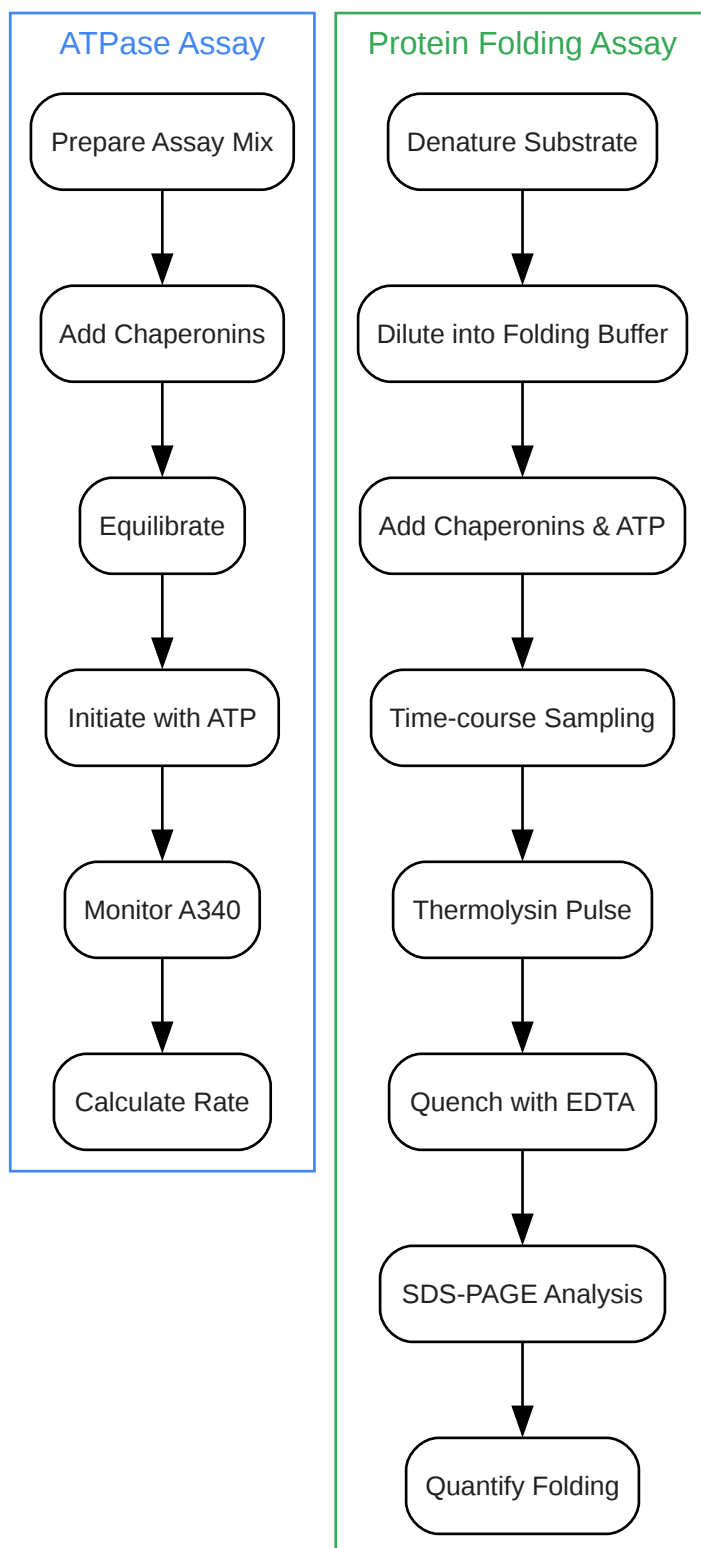 ATPase Assay
Prepare Assay Mix
Add Chaperonins
Equilibrate
Initiate with ATP
Monitor A340
Calculate Rate
Protein Folding Assay
Denature Substrate
Dilute into Folding Buffer
Add Chaperonins & ATP
Time-course Sampling
Thermolysin Pulse
Quench with EDTA
SDS-PAGE Analysis
Quantify Folding